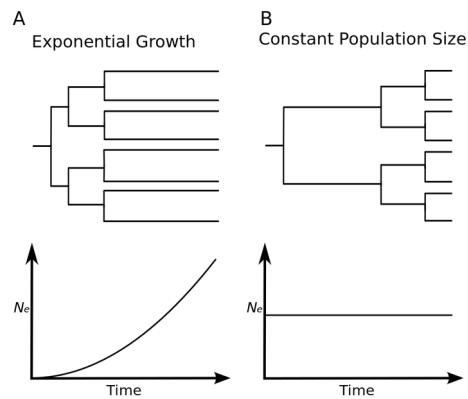 A
Exponential Growth
B
Constant Population Size
Nₑ
Time
Nₑ
Time